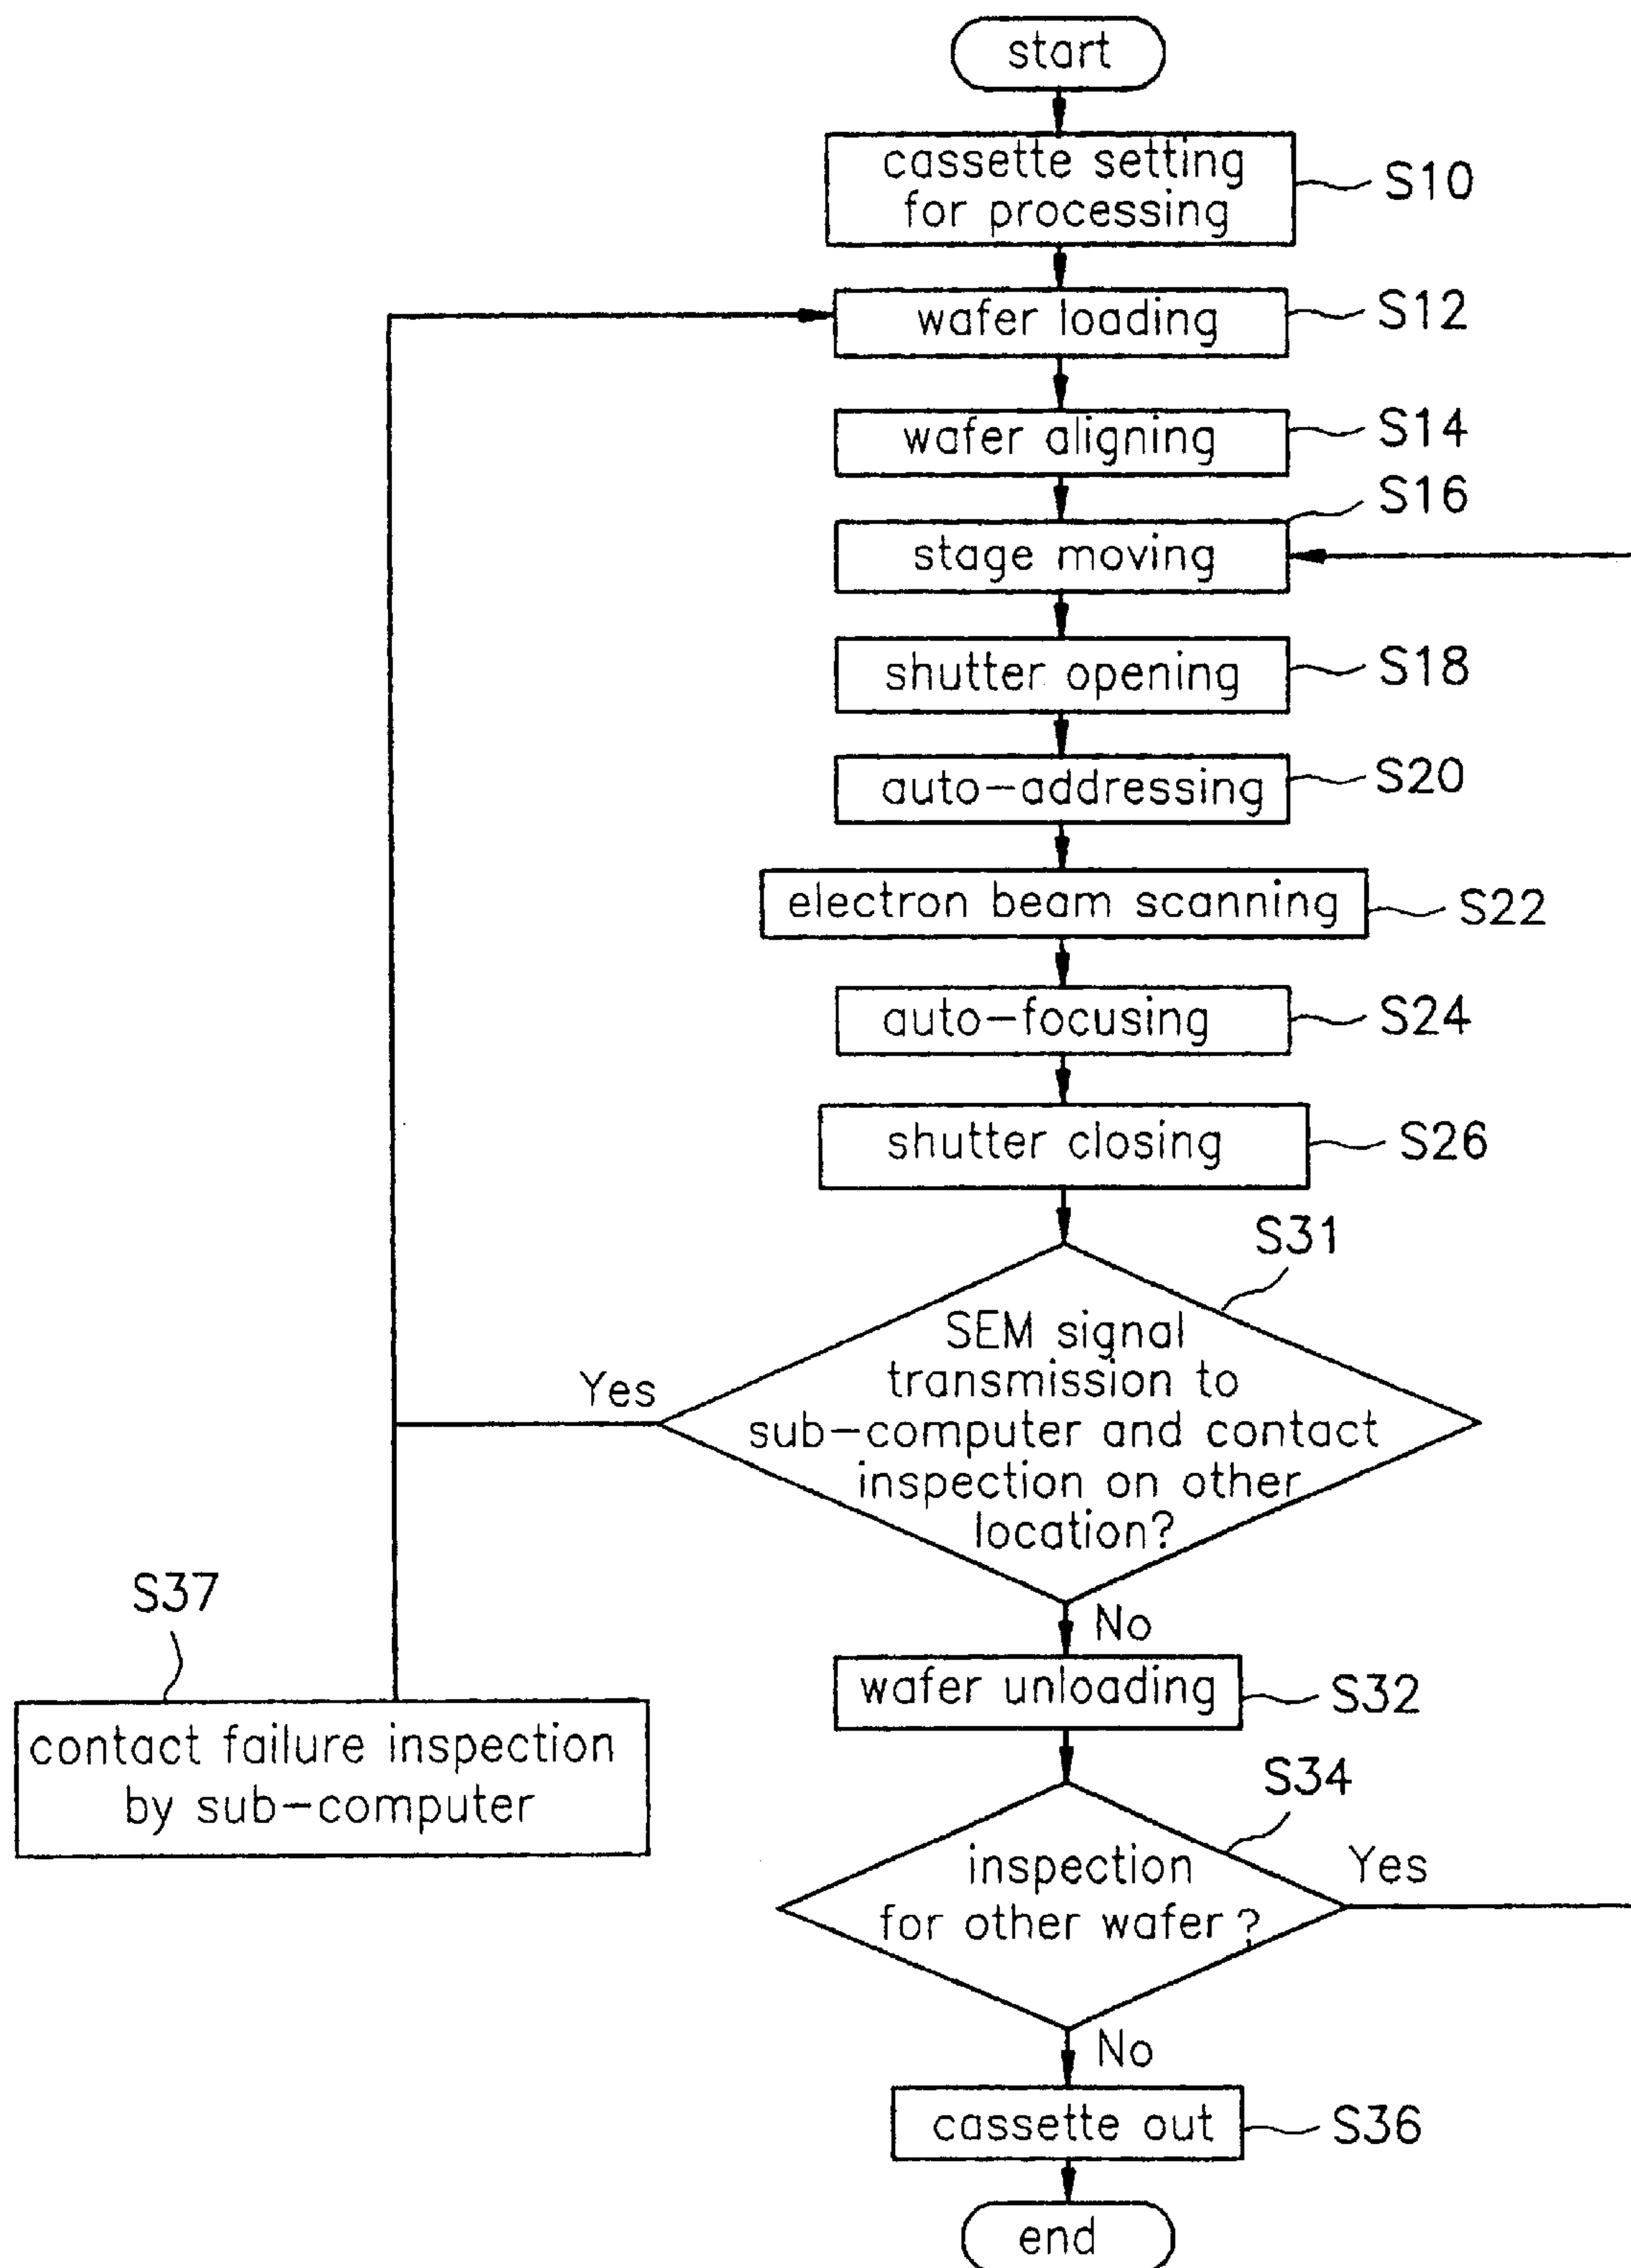 start
cassette setting
for processing
S10
wafer loading
S12
wafer aligning
S14
S16
stage moving
shutter opening
S18
auto-addressing
S20
electron beam scanning
S22
auto-focusing
S24
shutter closing
S26
S31
SEM signal
transmission to
sub-computer and contact
inspection on other
location?
Yes
No
S37
contact failure inspection
by sub-computer
wafer unloading
S32
S34
inspection
for other wafer?
Yes
No
cassette out
S36
end